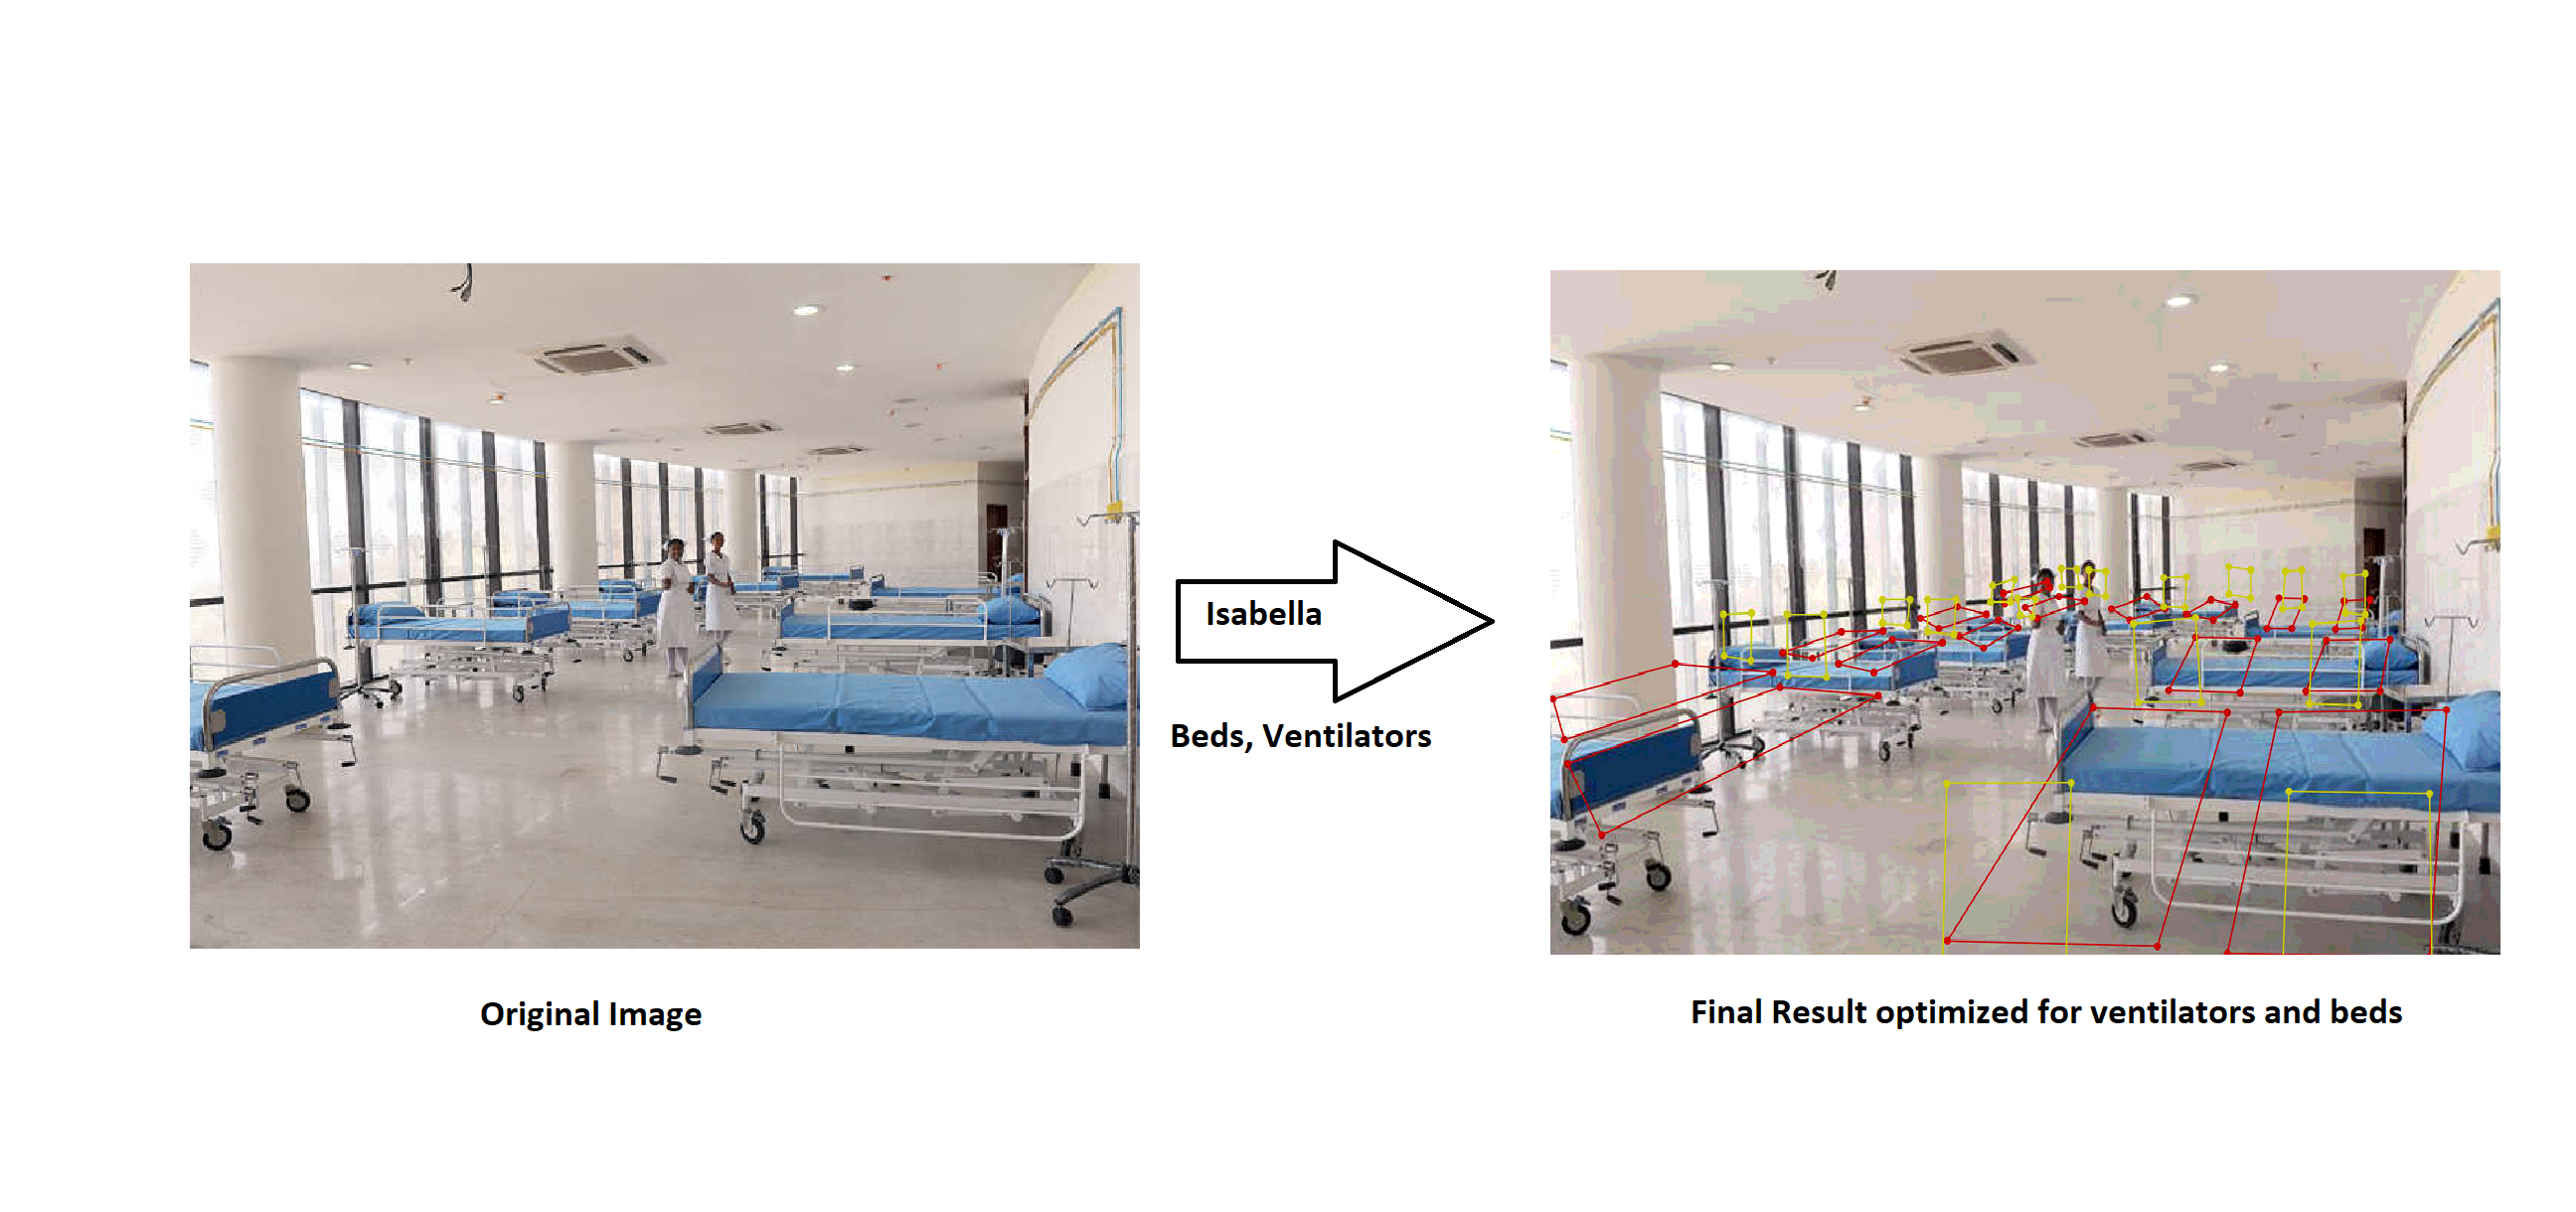 Isabella
Beds, Ventilators
Original Image
Final Result optimized for ventilators and beds